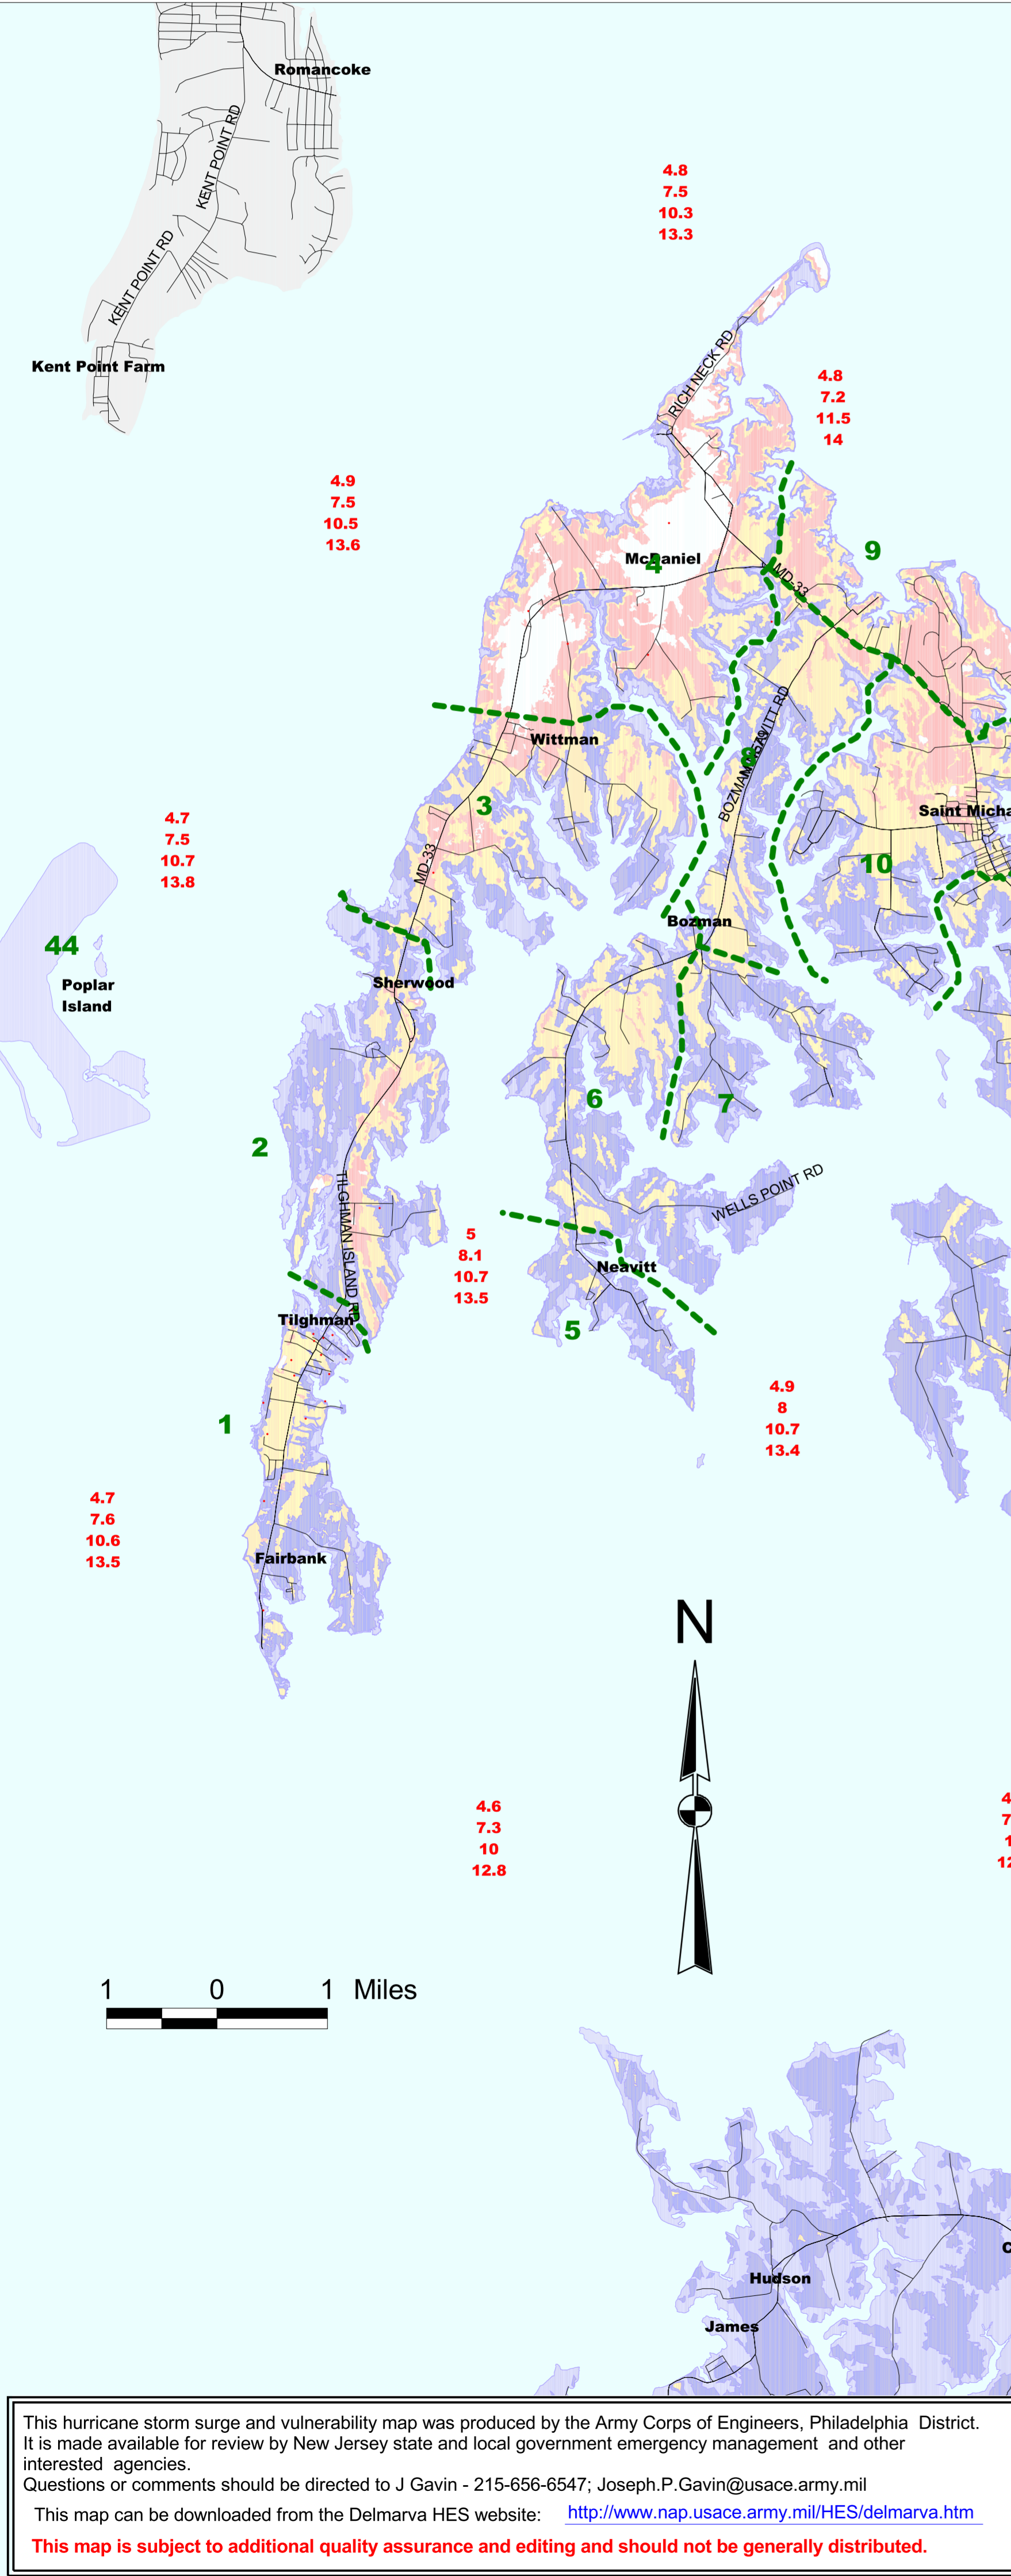 Romancoke
KENT POINT RD
KENT POINT RD
Kent Point Farm
4.8
7.5
10.3
13.3
RICH NECK RD
4.8
7.2
11.5
14
4.9
7.5
10.5
13.6
McDaniel
4
9
MD-33
Wittman
8
3
MD-33
4.7
7.5
10.7
13.8
Saint Micha
10
Bozman
44
Poplar
Island
Sherwood
6
7
2
WELLS POINT RD
TILGHMAN ISLAND RD
5
8.1
10.7
13.5
Neavitt
5
Tilghman
1
4.9
8
10.7
13.4
4.7
7.6
10.6
13.5
Fairbank
N
4.6
7.3
10
12.8
4
7
1
12
1 0 1 Miles
Hudson
James
This hurricane storm surge and vulnerability map was produced by the Army Corps of Engineers, Philadelphia District.
It is made available for review by New Jersey state and local government emergency management and other
interested agencies.
Questions or comments should be directed to J Gavin - 215-656-6547; Joseph.P.Gavin@usace.army.mil
This map can be downloaded from the Delmarva HES website: http://www.nap.usace.army.mil/HES/delmarva.htm
This map is subject to additional quality assurance and editing and should not be generally distributed.